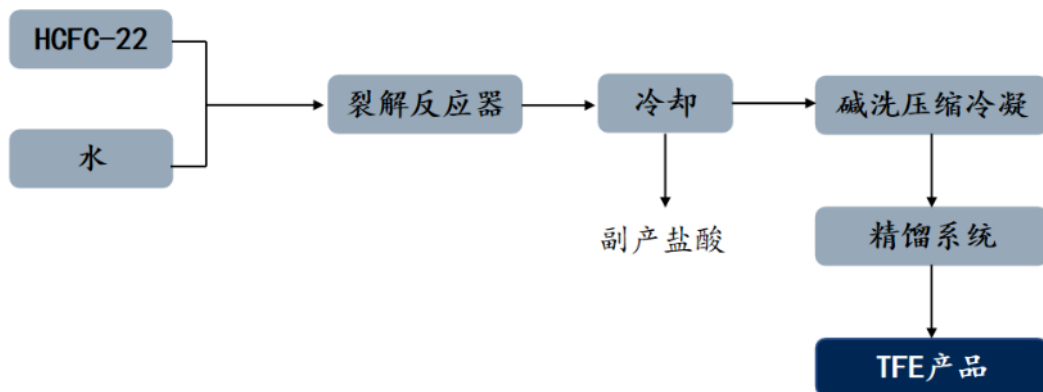 HCFC-22
水
裂解反应器
冷却
碱洗压缩冷凝
副产盐酸
精馏系统
TFE产品